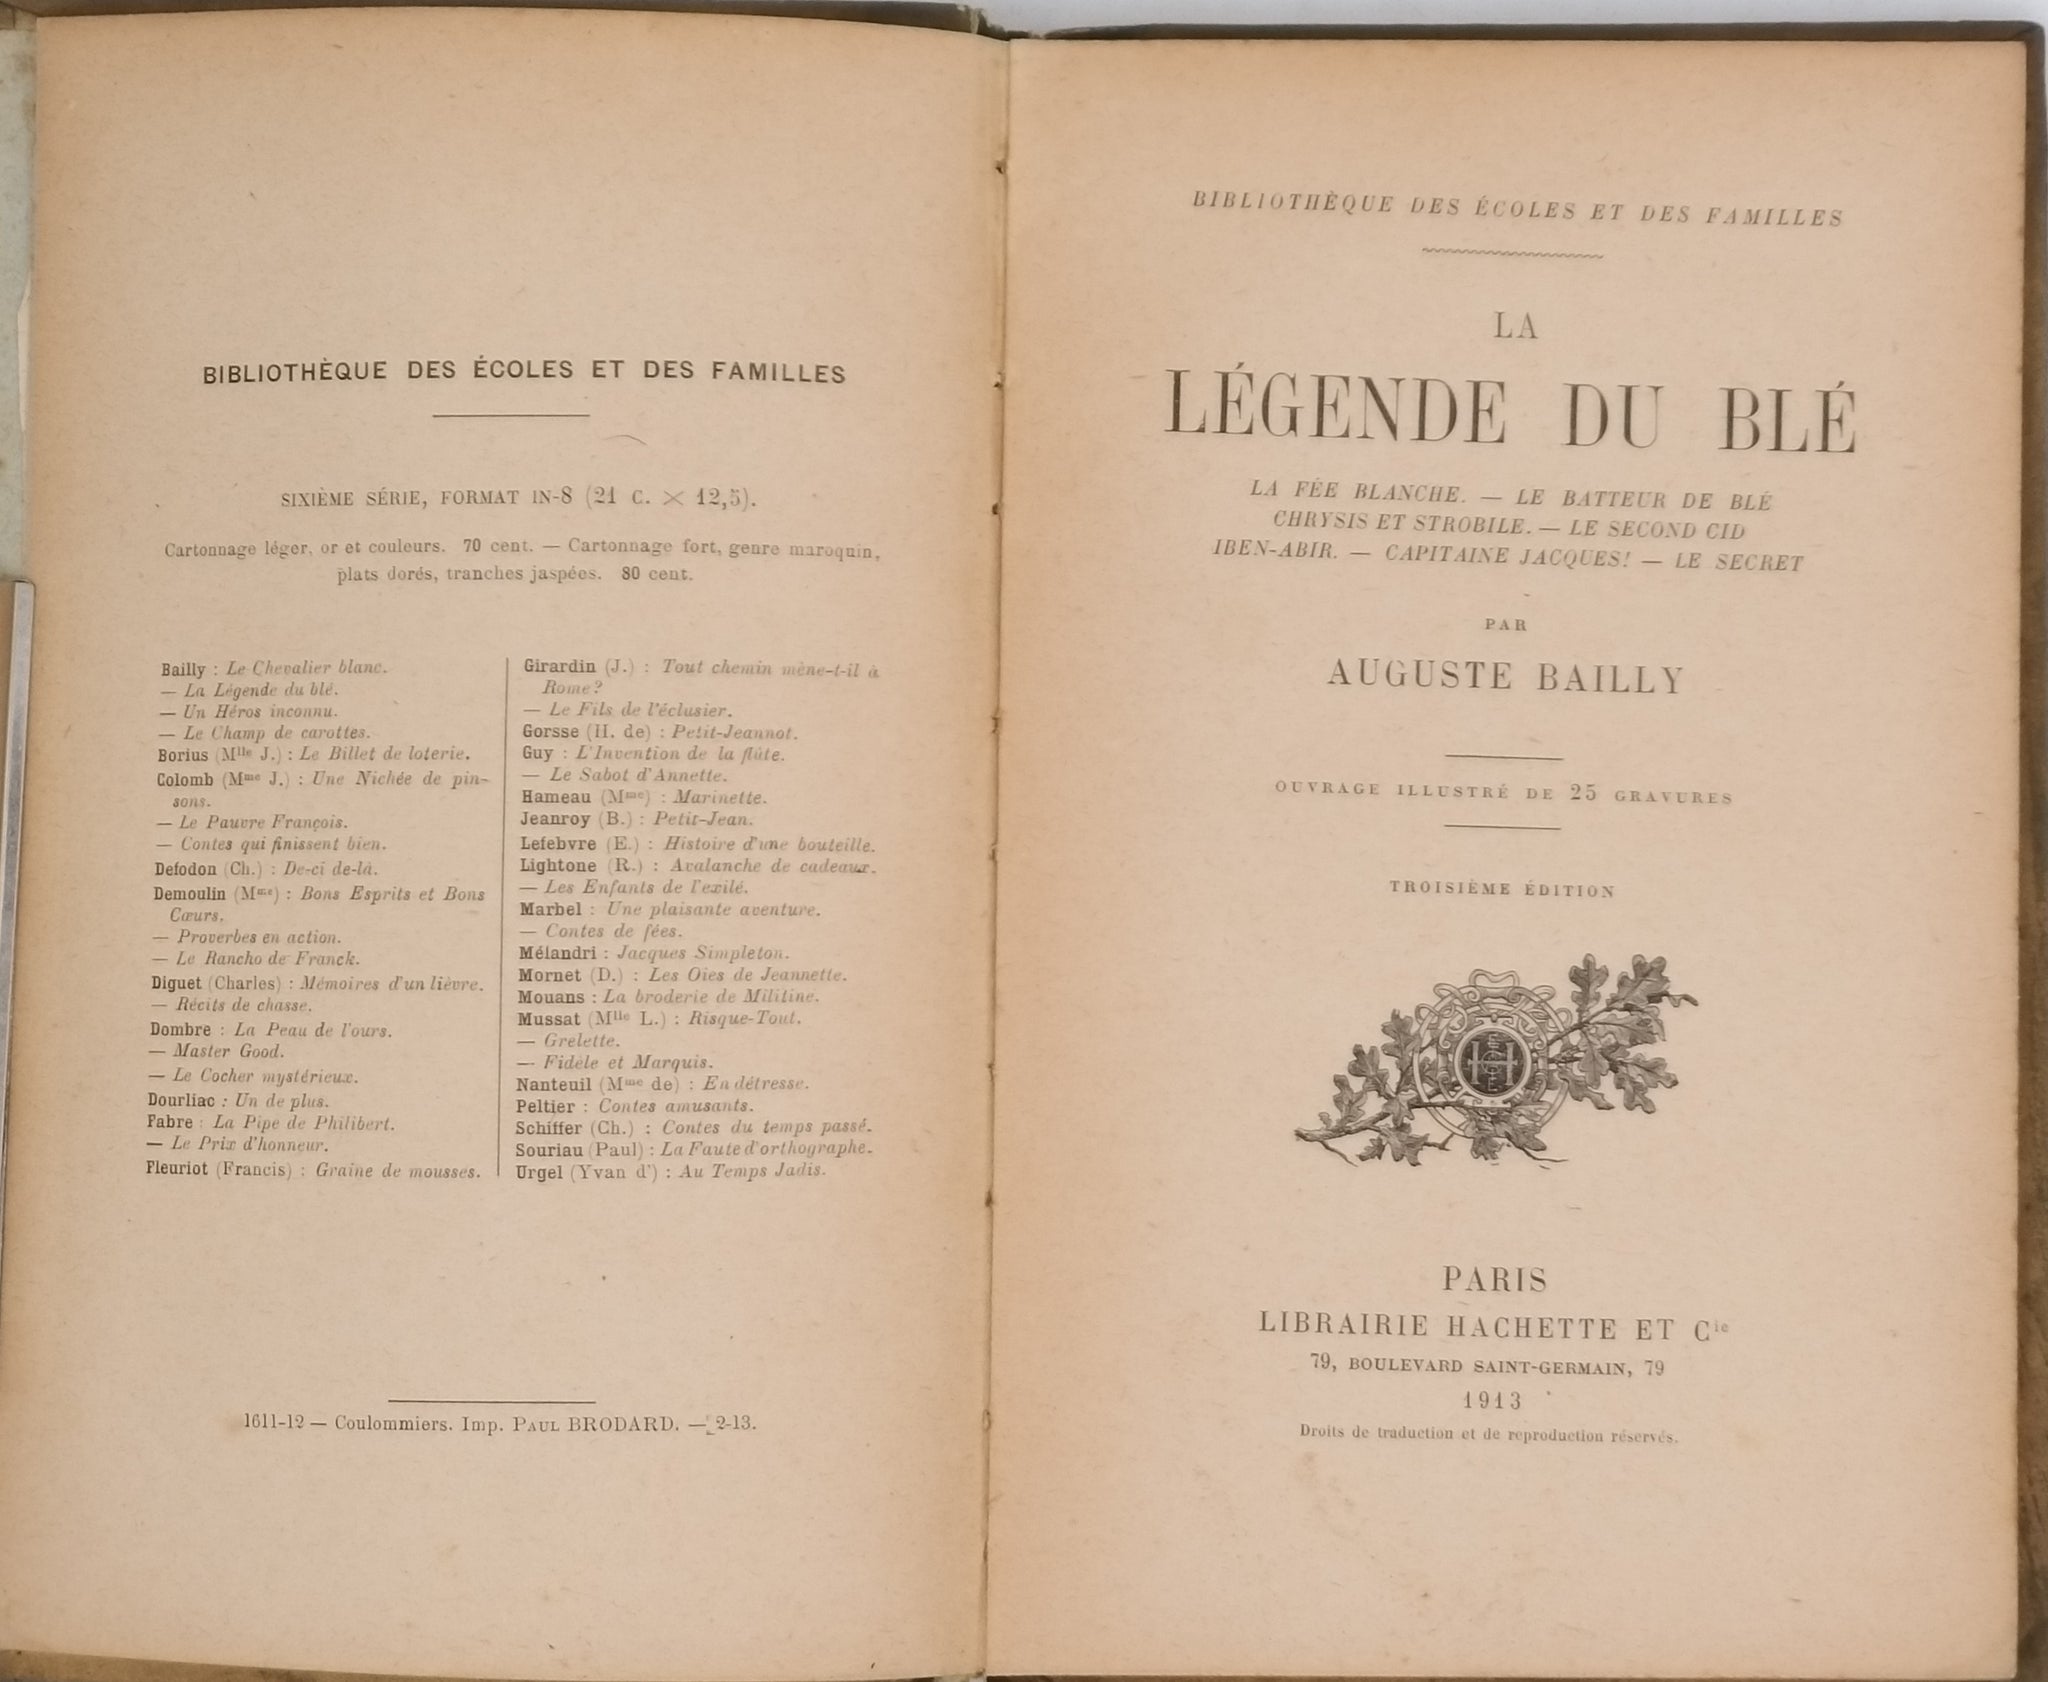 BIBLIOTHÈQUE DES ÉCOLES ET DES FAMILLES
SIXIÈME SÉRIE, FORMAT IN-8 (21 C. × 12,5).
Cartonnage léger, or et couleurs. 70 cent. — Cartonnage fort, genre maroquin,
plats dorés, tranches jaspées. 80 cent.
Bailly : Le Chevalier blanc.
— La Légende du blé.
— Un Héros inconnu.
— Le Champ de carottes.
Borius (Mlle J.) : Le Billet de loterie.
Colomb (Mme J.) : Une Nichée de pin-
sons.
— Le Pauvre François.
— Contes qui finissent bien.
Defodon (Ch.) : De-ci de-là.
Demoulin (Mme) : Bons Esprits et Bons
Cœurs.
— Proverbes en action.
— Le Rancho de Franck.
Diguet (Charles) : Mémoires d'un lièvre.
— Récits de chasse.
Dombre : La Peau de l'ours.
— Master Good.
— Le Cocher mystérieux.
Dourliac : Un de plus.
Fabre : La Pipe de Philibert.
— Le Prix d'honneur.
Fleuriot (Francis) : Graine de mousses.
Girardin (J.) : Tout chemin mène-t-il à
Rome ?
— Le Fils de l'éclusier.
Gorsse (H. de) : Petit-Jeannot.
Guy : L'Invention de la flûte.
— Le Sabot d'Annette.
Hameau (Mme) : Marinette.
Jeanroy (B.) : Petit-Jean.
Lefebvre (E.) : Histoire d'une bouteille.
Lightone (R.) : Avalanche de cadeaux.
— Les Enfants de l'exilé.
Marbel : Une plaisante aventure.
— Contes de fées.
Mélandri : Jacques Simpleton.
Mornet (D.) : Les Oies de Jeannette.
Mouans : La broderie de Militine.
Mussat (Mlle L.) : Risque-Tout.
— Grelette.
— Fidèle et Marquis.
Nanteuil (Mme de) : En détresse.
Peltier : Contes amusants.
Schiffer (Ch.) : Contes du temps passé.
Souriau (Paul) : La Faute d'orthographe.
Urgel (Yvan d') : Au Temps Jadis.
1611-12 — Coulommiers. Imp. PAUL BRODARD. — 2-13.
BIBLIOTHÈQUE DES ÉCOLES ET DES FAMILLES
LA
LÉGENDE DU BLÉ
LA FÉE BLANCHE. — LE BATTEUR DE BLÉ
CHRYSIS ET STROBILE. — LE SECOND CID
IBEN-ABIR. — CAPITAINE JACQUES! — LE SECRET
PAR
AUGUSTE BAILLY
OUVRAGE ILLUSTRÉ DE 25 GRAVURES
TROISIÈME ÉDITION
PARIS
LIBRAIRIE HACHETTE ET Cie
79, BOULEVARD SAINT-GERMAIN, 79
1913
Droits de traduction et de reproduction réservés.